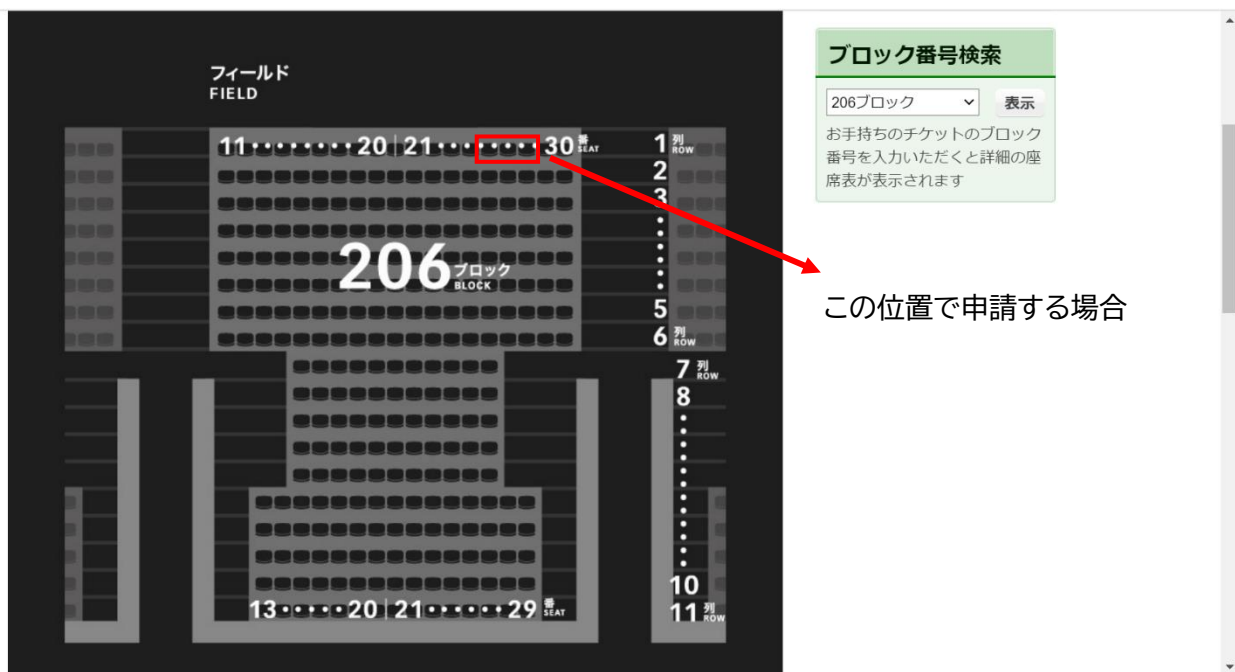 フィールド
FIELD
11・・・・・・・・20|21・・・・・・・・30 番 SEAT
1 列 ROW
2
3
206 ブロック BLOCK
5
6 列 ROW
7 列 ROW
8
10
13・・・・・20|21・・・・・・29 番 SEAT
11 列 ROW
ブロック番号検索
206ブロック 表示
お手持ちのチケットのブロック
番号を入力いただくと詳細の座
席表が表示されます
この位置で申請する場合